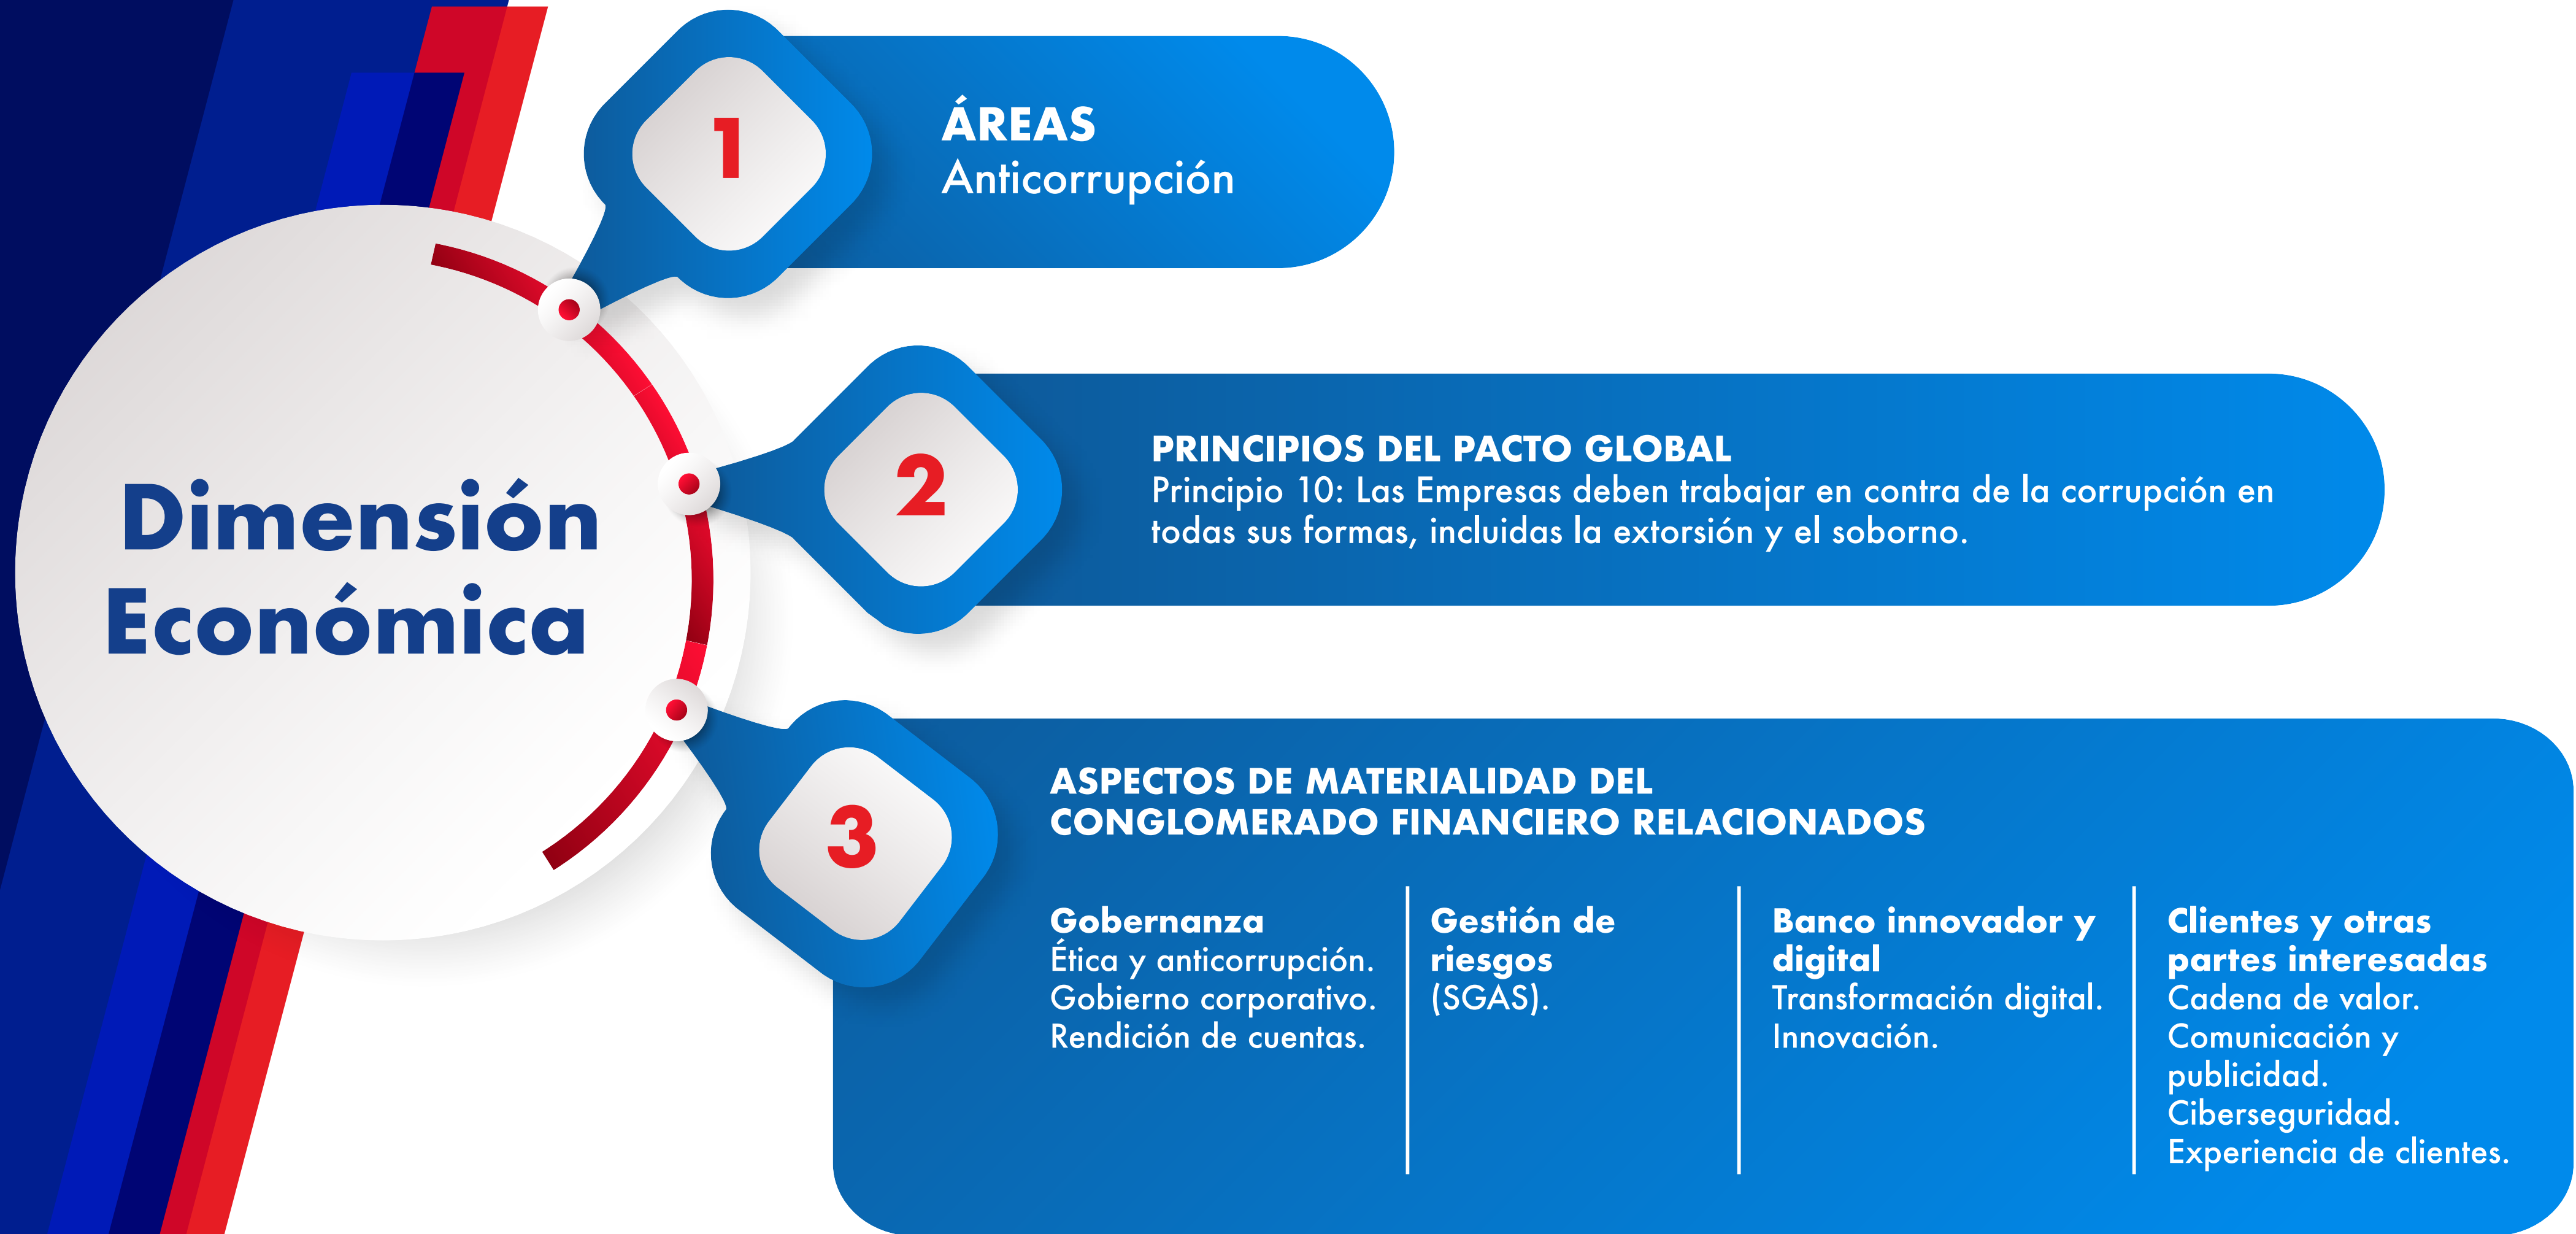 Dimensión
Económica
1
ÁREAS
Anticorrupción
2
PRINCIPIOS DEL PACTO GLOBAL
Principio 10: Las Empresas deben trabajar en contra de la corrupción en
todas sus formas, incluidas la extorsión y el soborno.
3
ASPECTOS DE MATERIALIDAD DEL
CONGLOMERADO FINANCIERO RELACIONADOS
Gobernanza
Ética y anticorrupción.
Gobierno corporativo.
Rendición de cuentas.
Gestión de
riesgos
(SGAS).
Banco innovador y
digital
Transformación digital.
Innovación.
Clientes y otras
partes interesadas
Cadena de valor.
Comunicación y
publicidad.
Ciberseguridad.
Experiencia de clientes.